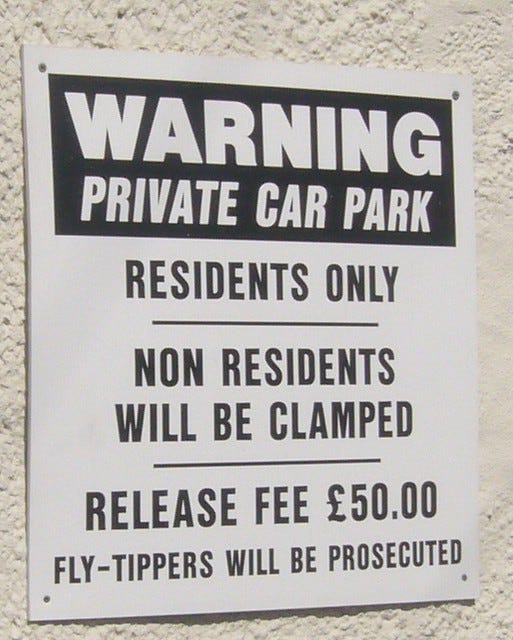 WARNING
PRIVATE CAR PARK
RESIDENTS ONLY
NON RESIDENTS
WILL BE CLAMPED
RELEASE FEE £50.00
FLY-TIPPERS WILL BE PROSECUTED